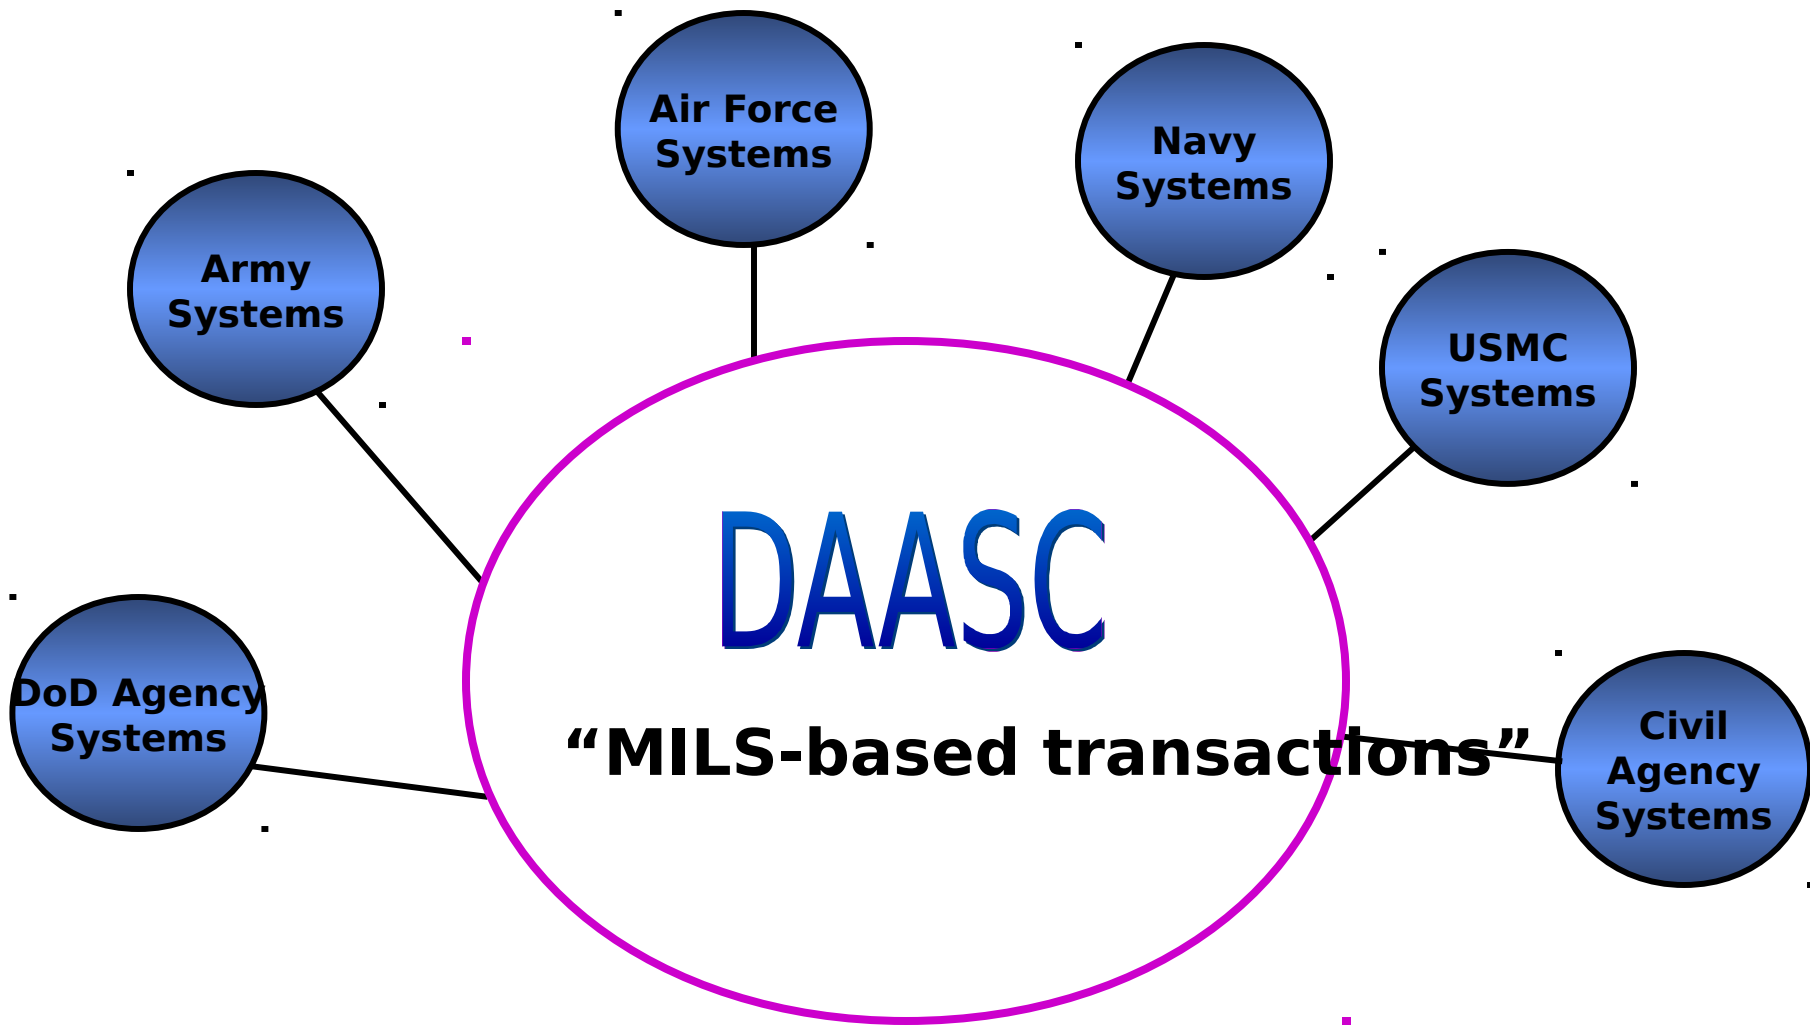 Air Force
Systems
Navy
Systems
Army
Systems
USMC
Systems
DAASC
DoD Agency
Systems
“MILS-based transactions”
Civil
Agency
Systems